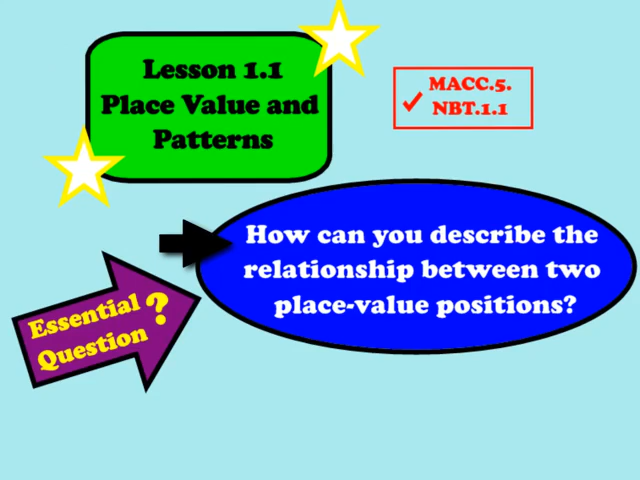 Lesson 1.1
Place Value and
Patterns
MACC.5.
NBT.1.1
How can you describe the
relationship between two
place-value positions?
Essential
Question ?